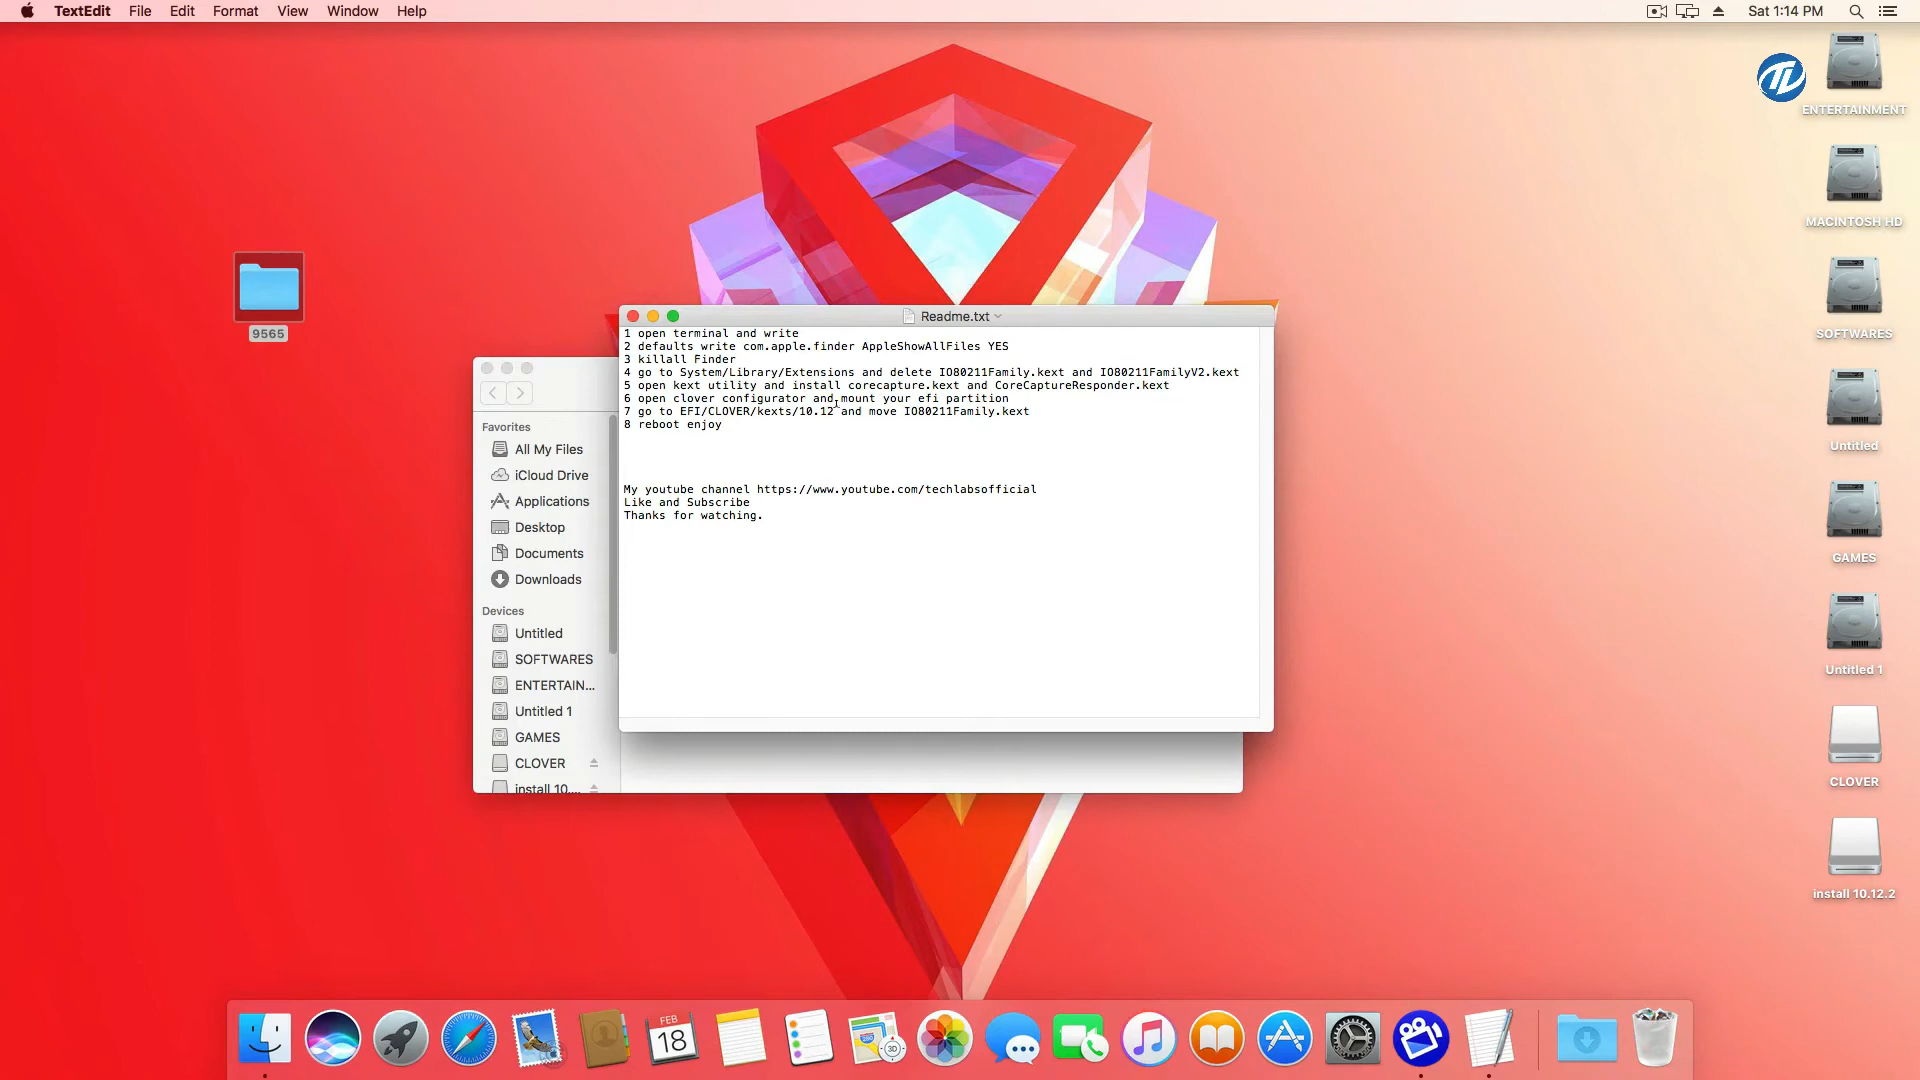 TextEdit File Edit Format View Window Help
Sat 1:14 PM
TL
ENTERTAINMENT
MACINTOSH HD
SOFTWARES
Untitled
GAMES
Untitled 1
CLOVER
install 10.12.2
9565
Readme.txt
1 open terminal and write
2 defaults write com.apple.finder AppleShowAllFiles YES
3 killall Finder
4 go to System/Library/Extensions and delete IO80211Family.kext and IO80211FamilyV2.kext
5 open kext utility and install corecapture.kext and CoreCaptureResponder.kext
6 open clover configurator and mount your efi partition
7 go to EFI/CLOVER/kexts/10.12 and move IO80211Family.kext
8 reboot enjoy
My youtube channel https://www.youtube.com/techlabsofficial
Like and Subscribe
Thanks for watching.
Favorites
All My Files
iCloud Drive
Applications
Desktop
Documents
Downloads
Devices
Untitled
SOFTWARES
ENTERTAIN...
Untitled 1
GAMES
CLOVER
install 10....
FEB
18
3D